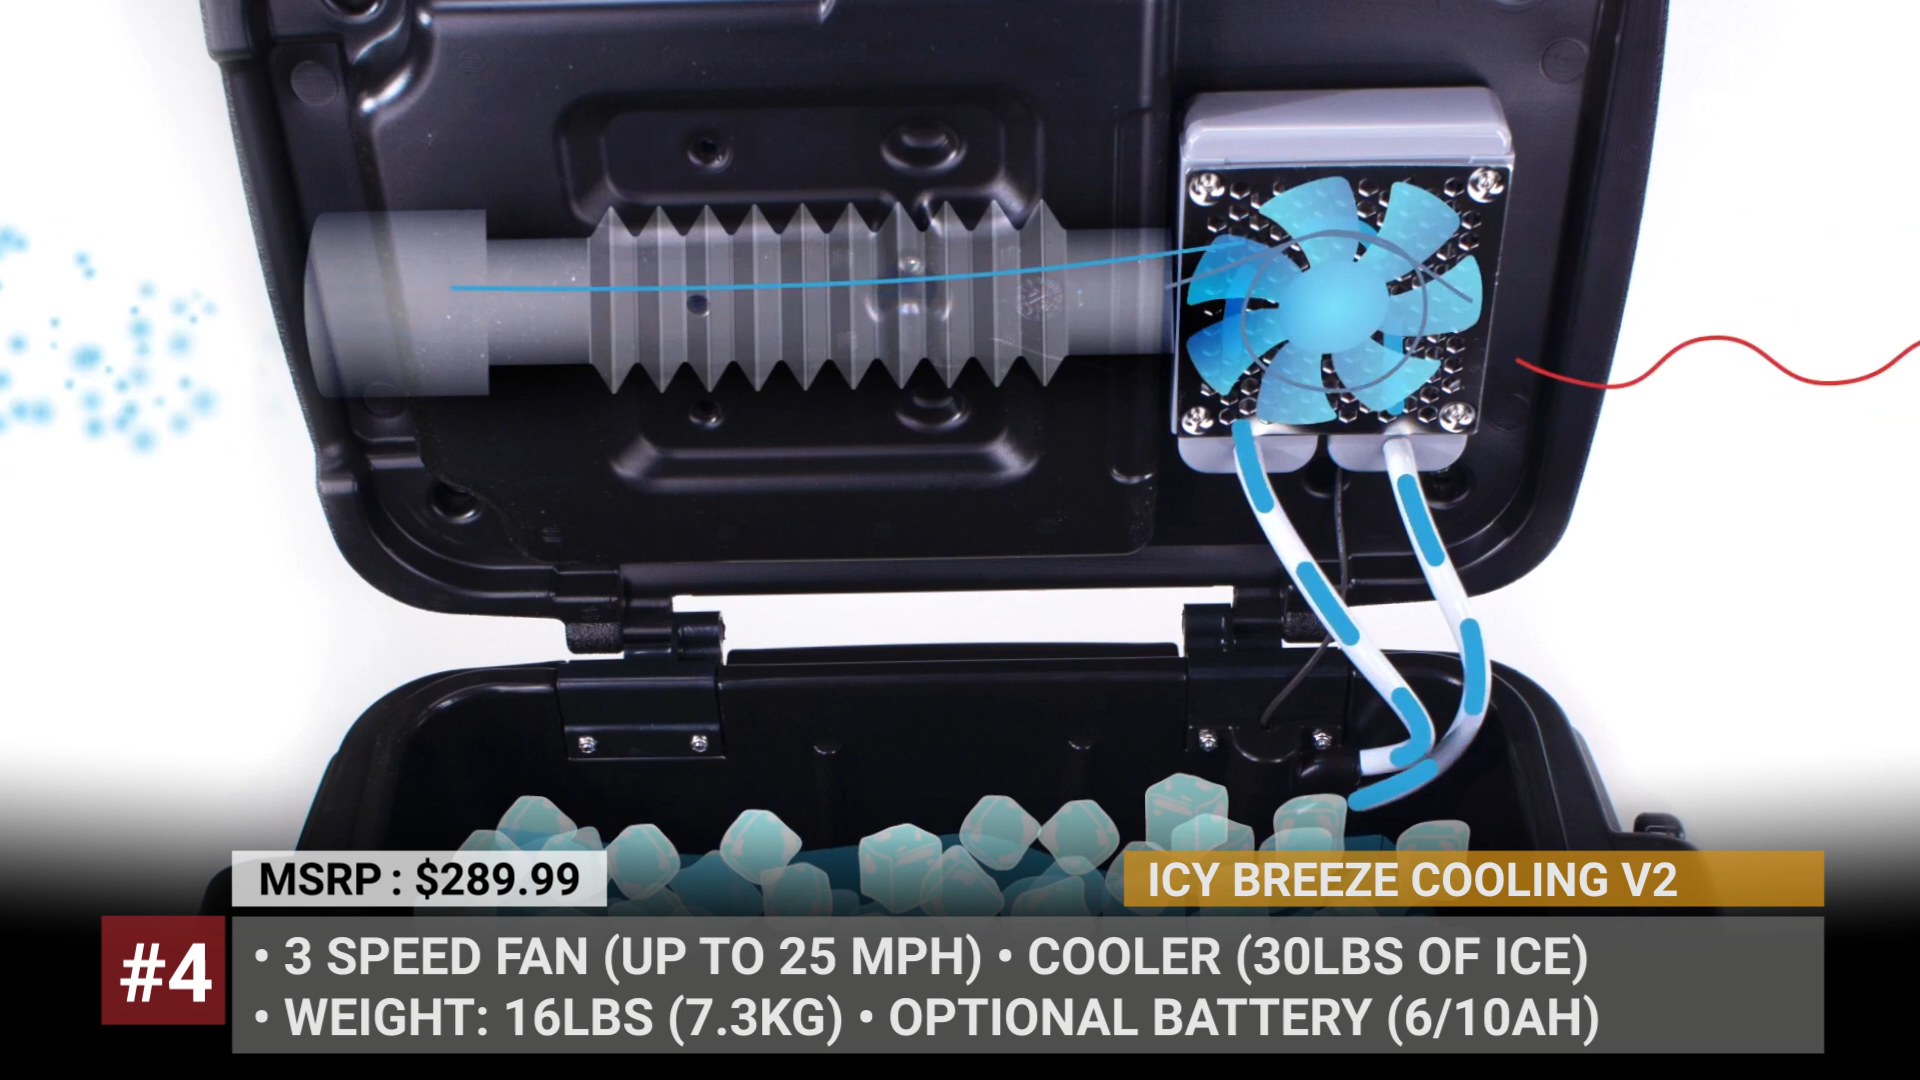 MSRP : $289.99
ICY BREEZE COOLING V2
#4
• 3 SPEED FAN (UP TO 25 MPH) • COOLER (30LBS OF ICE)
• WEIGHT: 16LBS (7.3KG) • OPTIONAL BATTERY (6/10AH)